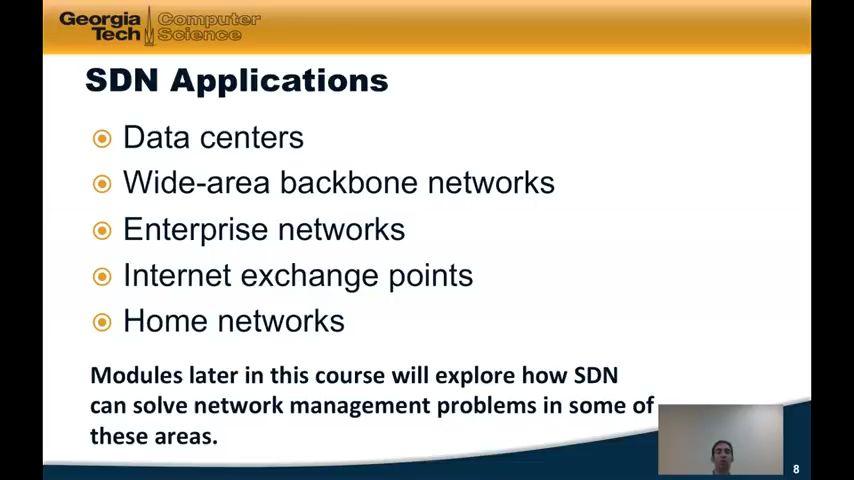 Georgia Tech Computer Science
SDN Applications
Data centers
Wide-area backbone networks
Enterprise networks
Internet exchange points
Home networks
Modules later in this course will explore how SDN
can solve network management problems in some of
these areas.
8